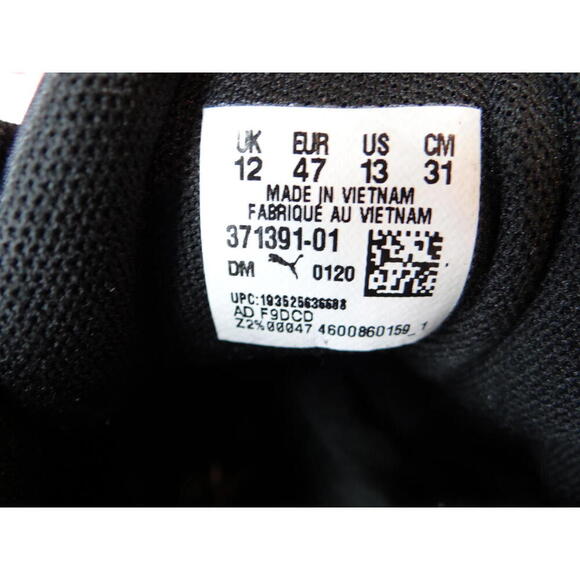 UK EUR US CM
12 47 13 31
MADE IN VIETNAM
FABRIQUÉ AU VIETNAM
371391-01
DM 0120
UPC:193525636688
AD F9DCD
Z2%00047 4600860159_1